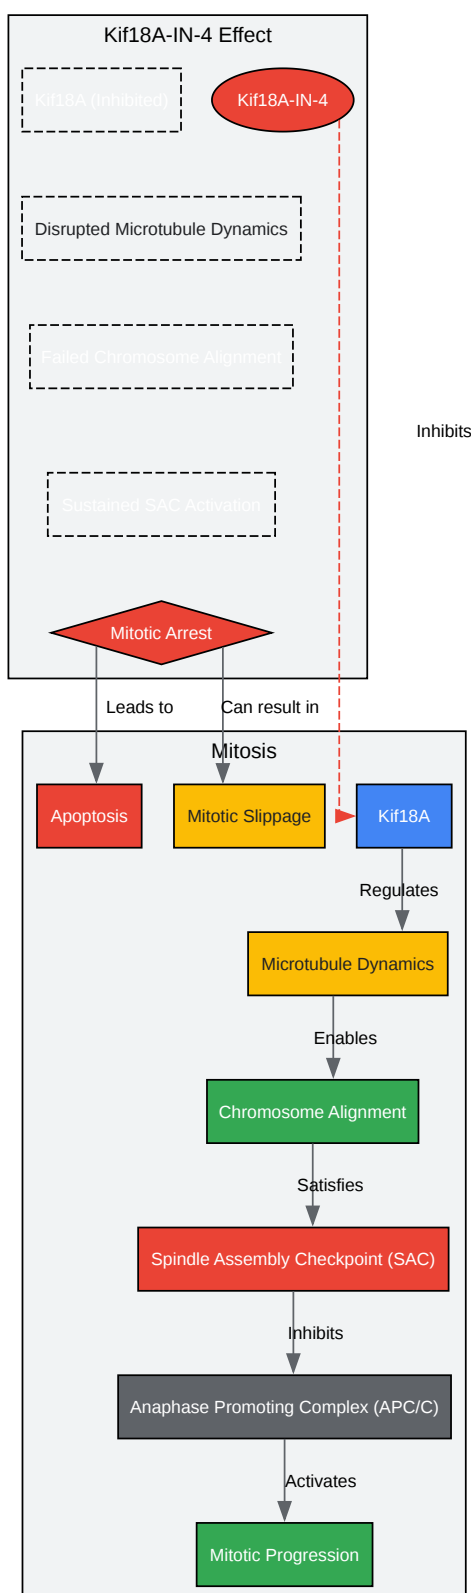 Kif18A-IN-4 Effect
Kif18A (Inhibited)
Kif18A-IN-4
Disrupted Microtubule Dynamics
Failed Chromosome Alignment
Inhibits
Sustained SAC Activation
Mitotic Arrest
Leads to
Can result in
Mitosis
Apoptosis
Mitotic Slippage
Kif18A
Regulates
Microtubule Dynamics
Enables
Chromosome Alignment
Satisfies
Spindle Assembly Checkpoint (SAC)
Inhibits
Anaphase Promoting Complex (APC/C)
Activates
Mitotic Progression